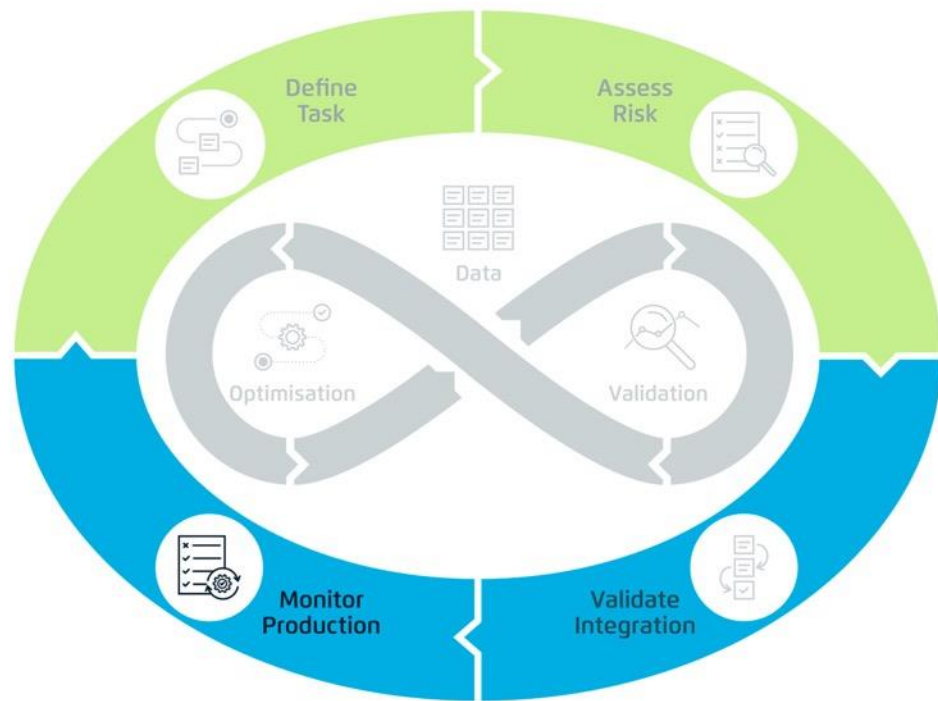 Define
Task
Assess
Risk
Data
Optimisation
Validation
Monitor
Production
Validate
Integration